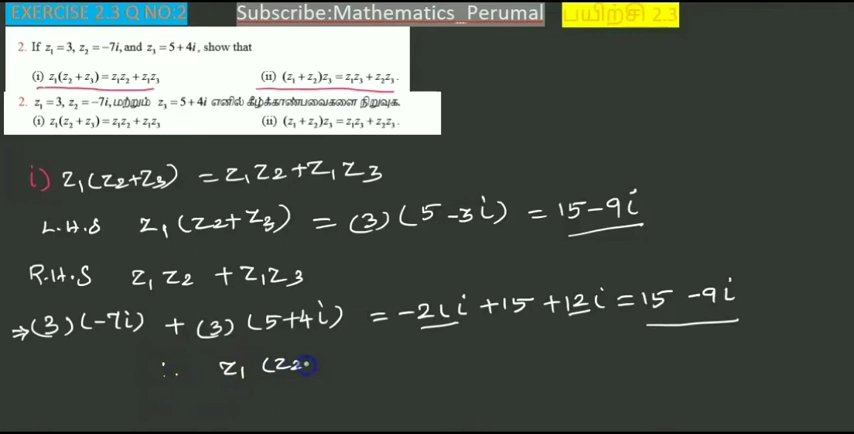 EXERCISE 2.3 Q NO:2 Subscribe:Mathematics_Perumal பயிற்சி 2.3
2. If z₁ = 3, z₂ = −7i, and z₃ = 5 + 4i, show that
(i) z₁(z₂ + z₃) = z₁z₂ + z₁z₃ (ii) (z₁ + z₂)z₃ = z₁z₃ + z₂z₃.
2. z₁ = 3, z₂ = −7i, மற்றும் z₃ = 5 + 4i எனில் கீழ்க்காண்பவைகளை நிறுவுக.
(i) z₁(z₂ + z₃) = z₁z₂ + z₁z₃ (ii) (z₁ + z₂)z₃ = z₁z₃ + z₂z₃.
i) z₁(z₂+z₃) = z₁z₂+z₁z₃
L.H.S z₁(z₂+z₃) = (3)(5−3i) = 15−9i
R.H.S z₁z₂ + z₁z₃
⇒(3)(−7i) + (3)(5+4i) = −21i +15 +12i = 15 −9i
∴ z₁ (z₂